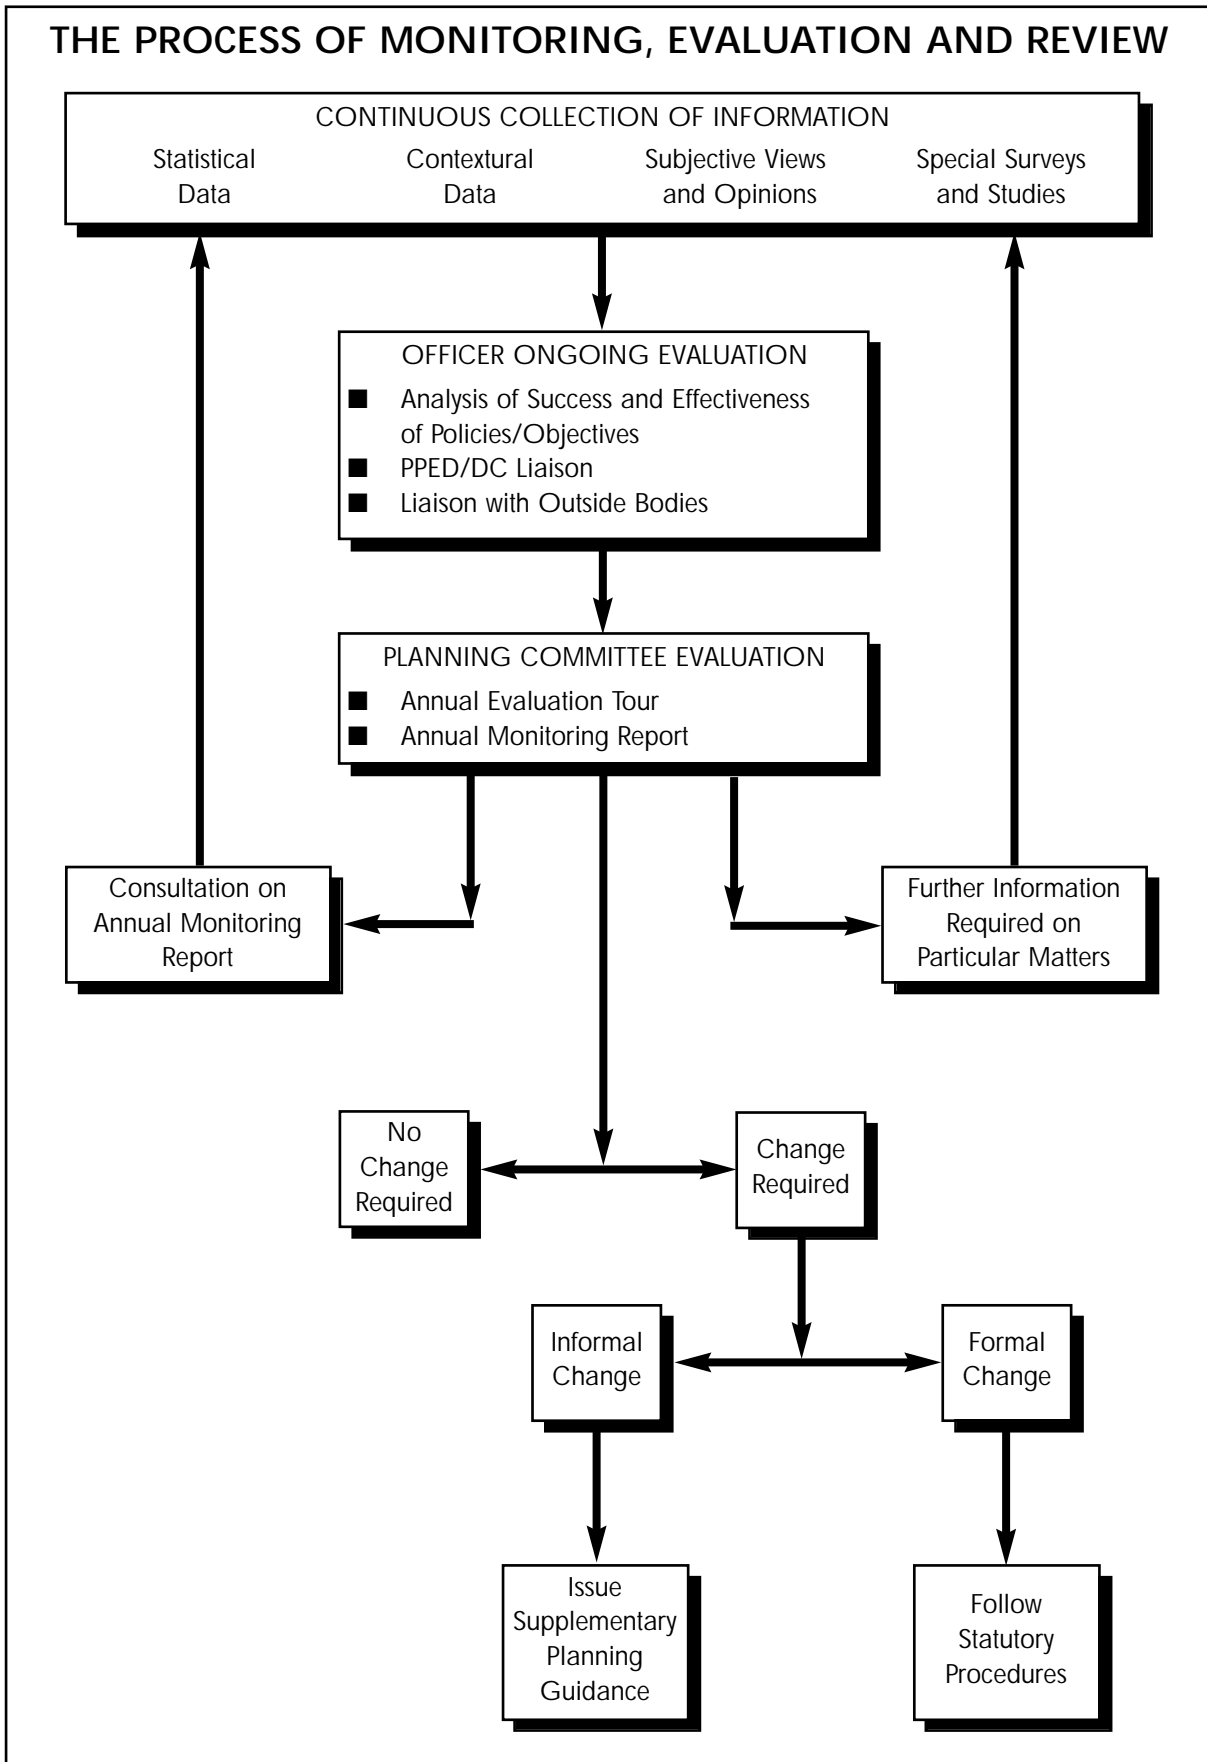 THE PROCESS OF MONITORING, EVALUATION AND REVIEW
CONTINUOUS COLLECTION OF INFORMATION
Statistical
Data
Contextural
Data
Subjective Views
and Opinions
Special Surveys
and Studies
OFFICER ONGOING EVALUATION
■ Analysis of Success and Effectiveness
of Policies/Objectives
■ PPED/DC Liaison
■ Liaison with Outside Bodies
PLANNING COMMITTEE EVALUATION
■ Annual Evaluation Tour
■ Annual Monitoring Report
Consultation on
Annual Monitoring
Report
Further Information
Required on
Particular Matters
No
Change
Required
Change
Required
Informal
Change
Formal
Change
Issue
Supplementary
Planning
Guidance
Follow
Statutory
Procedures